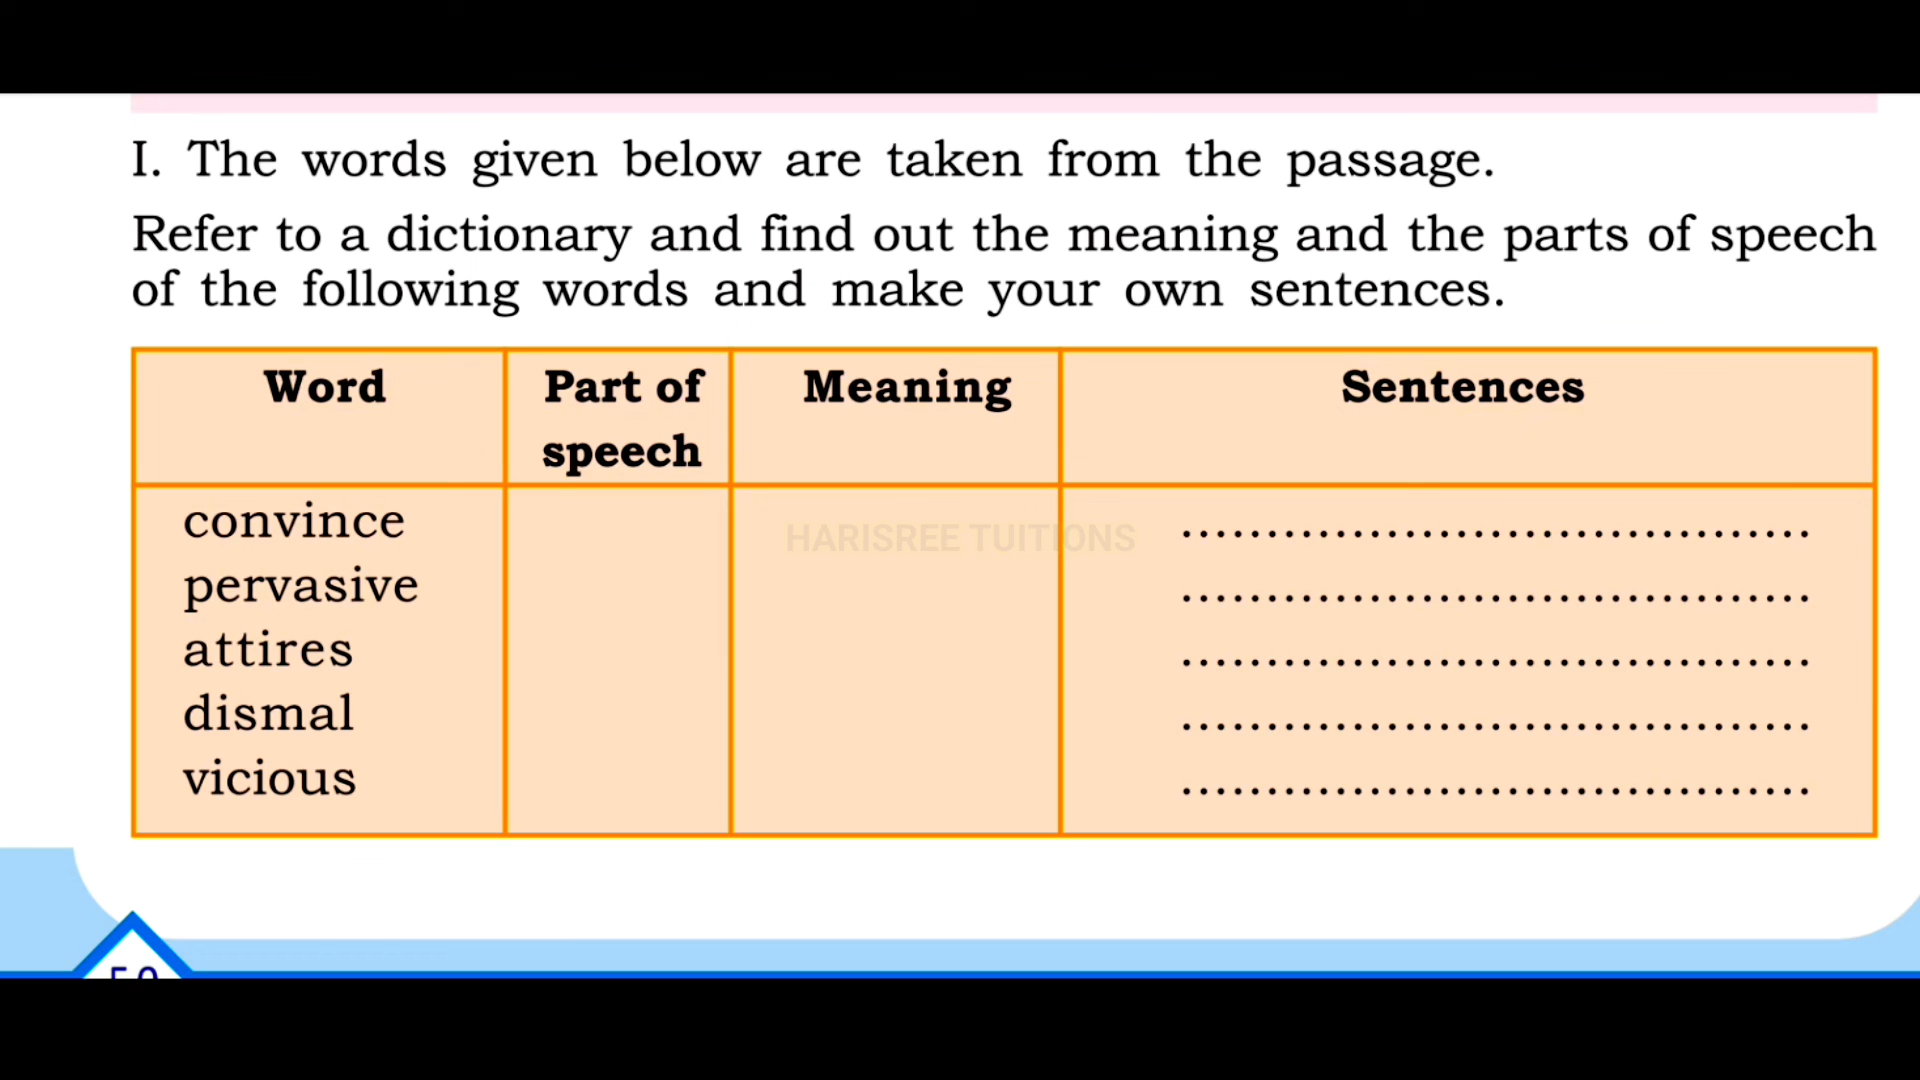 I. The words given below are taken from the passage.
Refer to a dictionary and find out the meaning and the parts of speech
of the following words and make your own sentences.
Word Part of speech Meaning Sentences
convince ....................................
pervasive ....................................
attires ....................................
dismal ....................................
vicious ....................................
HARISREE TUITIONS